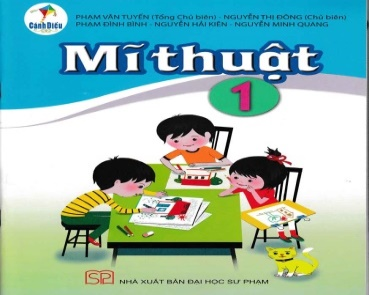 Cánh Diều
PHẠM VĂN TUYẾN (Tổng Chủ biên) - NGUYỄN THỊ ĐÔNG (Chủ biên)
PHẠM ĐÌNH BÌNH - NGUYỄN HẢI KIÊN - NGUYỄN MINH QUANG
Mĩ thuật
1
SP
NHÀ XUẤT BẢN ĐẠI HỌC SƯ PHẠM